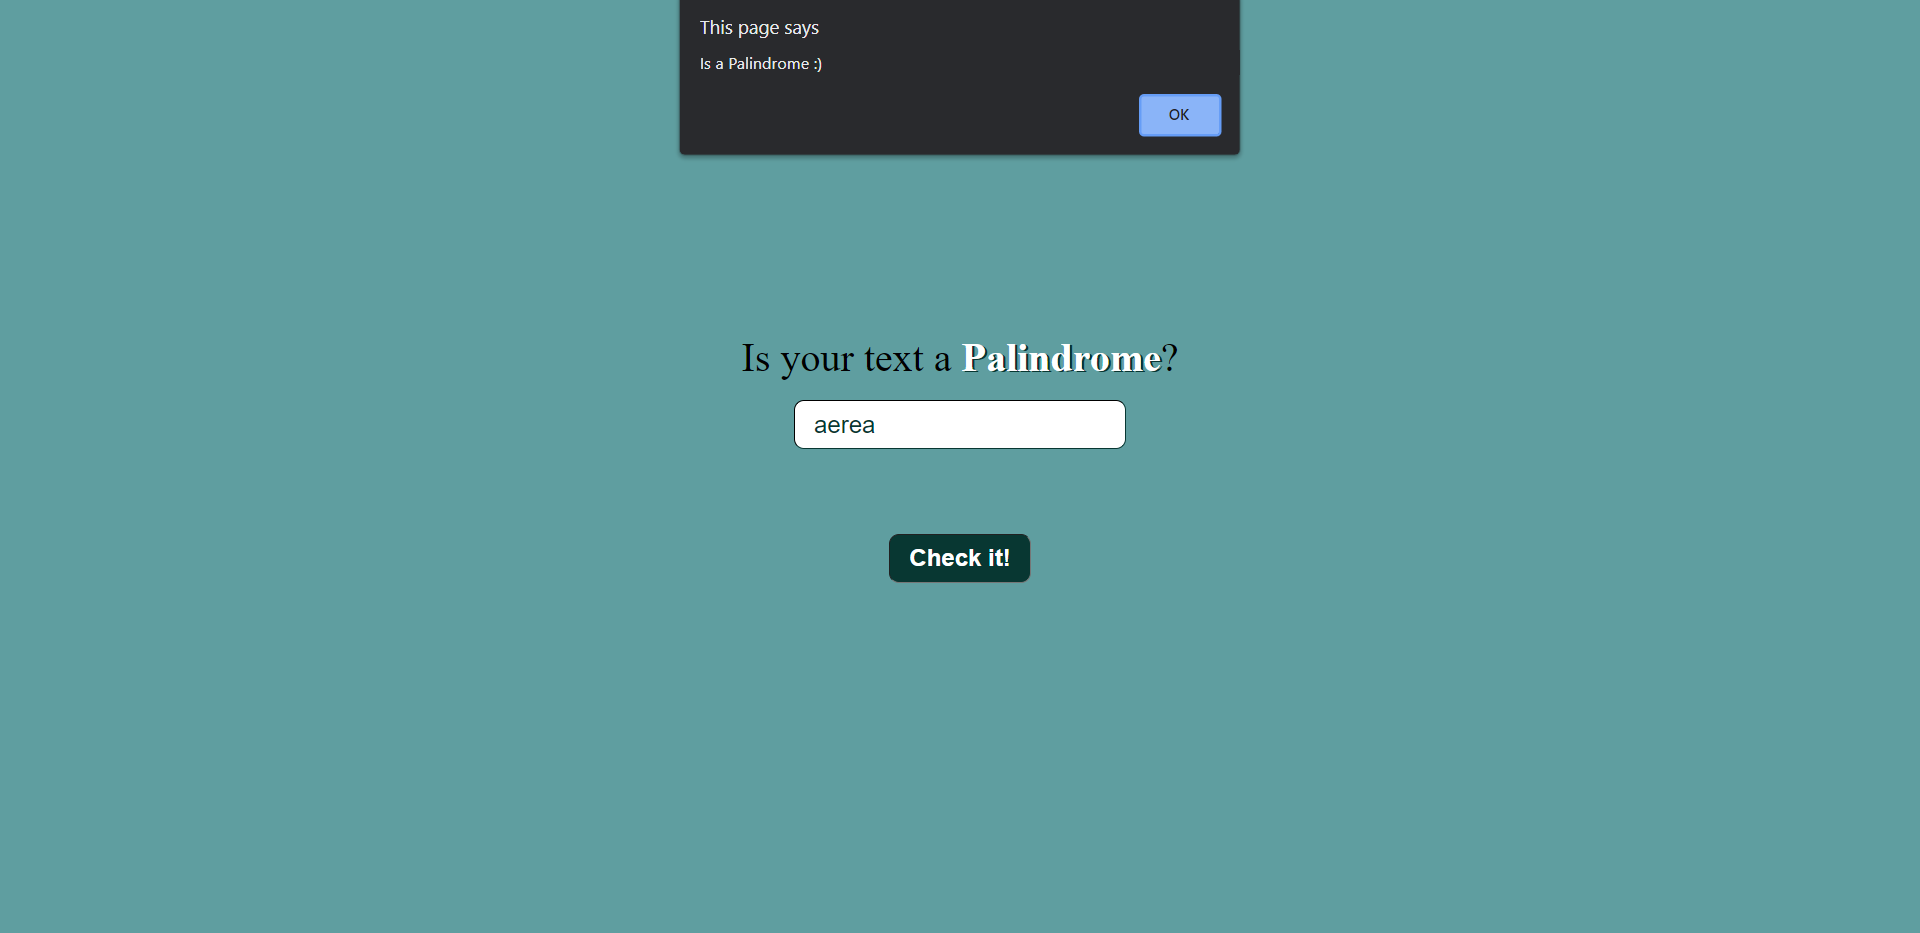 This page says
Is a Palindrome :)
OK
Is your text a Palindrome?
aerea
Check it!